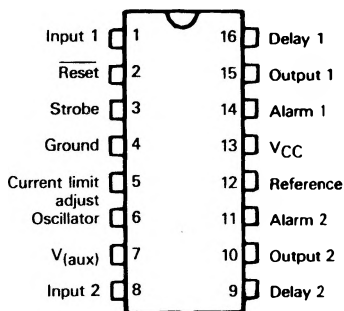 Input 1 1 16 Delay 1
Reset 2 15 Output 1
Strobe 3 14 Alarm 1
Ground 4 13 VCC
Current limit adjust 5 12 Reference
Oscillator 6 11 Alarm 2
V(aux) 7 10 Output 2
Input 2 8 9 Delay 2